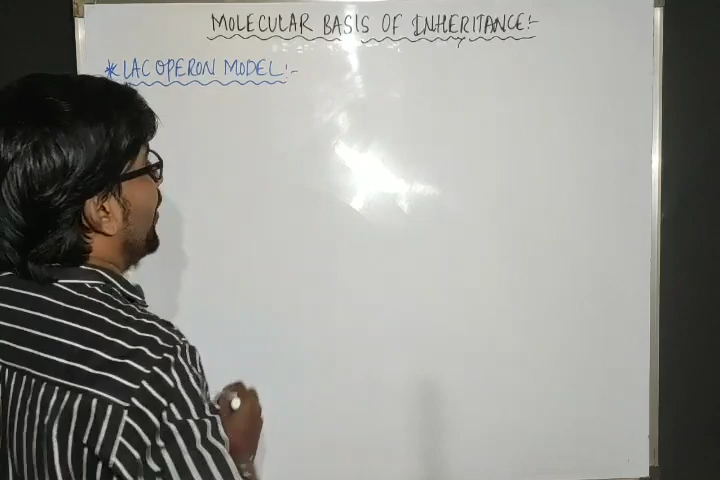 MOLECULAR BASIS OF INHERITANCE:-
* LAC OPERON MODEL:-